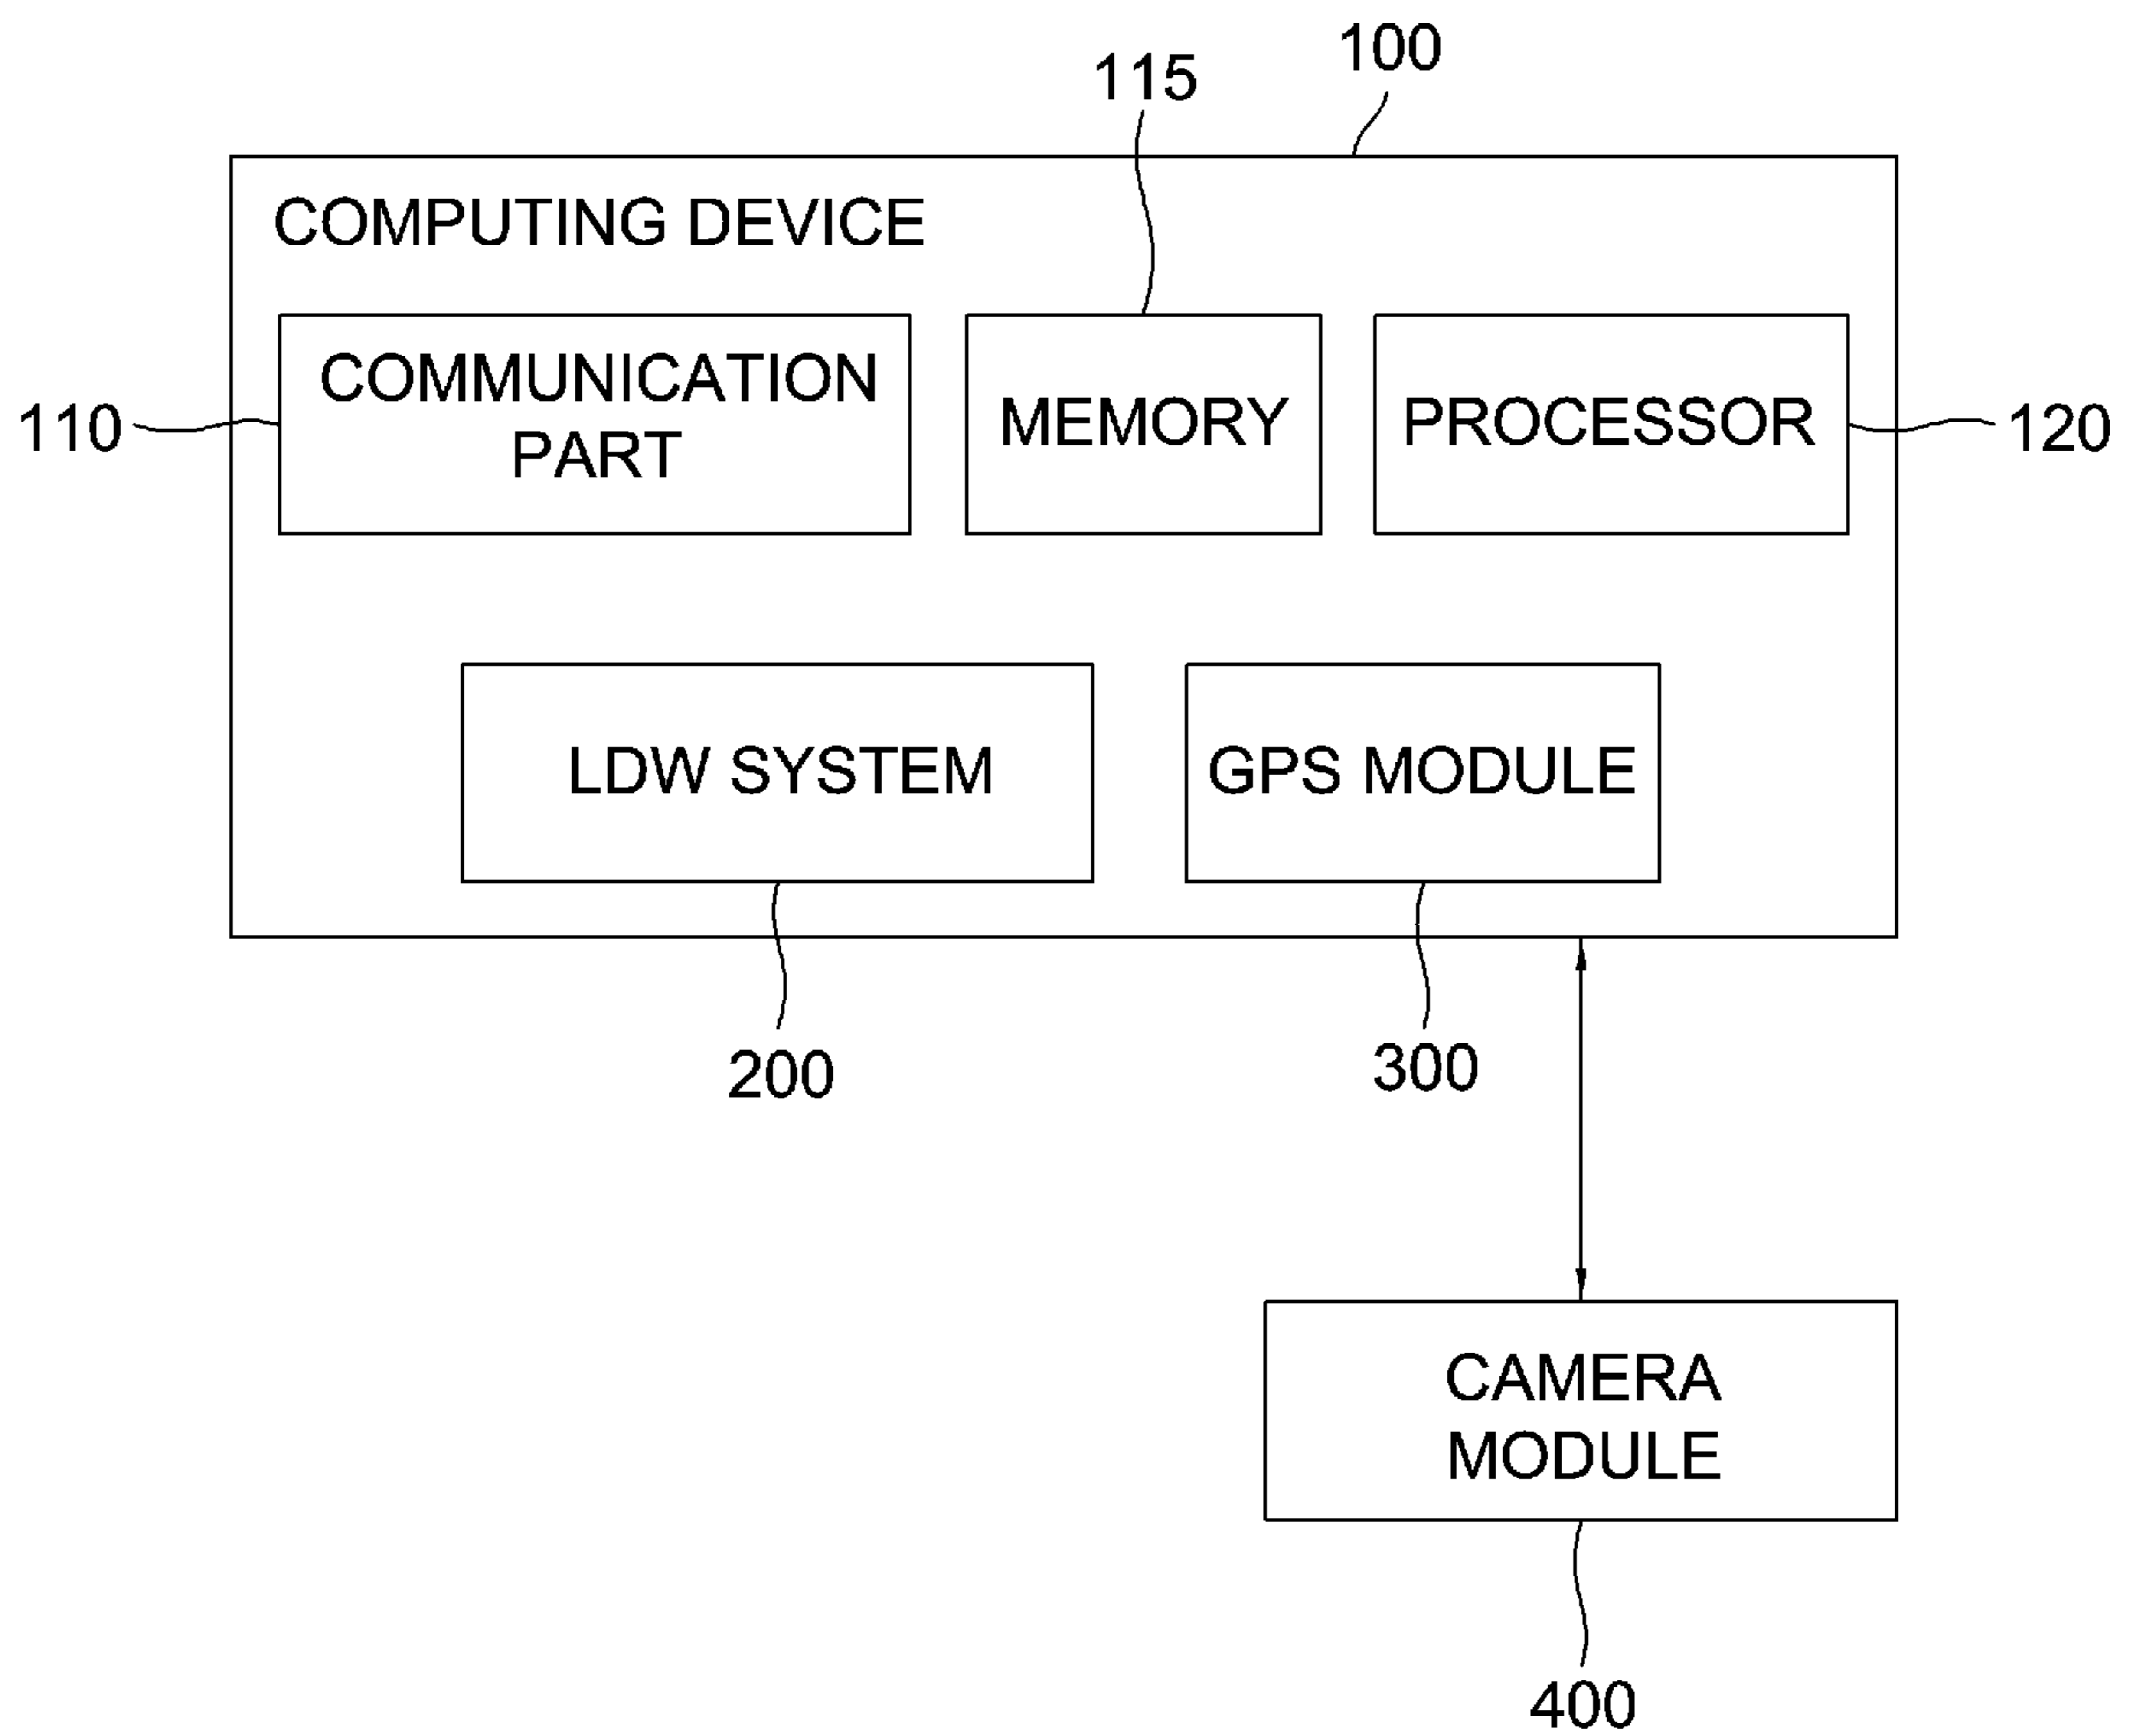 100
115
COMPUTING DEVICE
COMMUNICATION
PART
MEMORY
PROCESSOR
110
120
LDW SYSTEM
GPS MODULE
200
300
CAMERA
MODULE
400